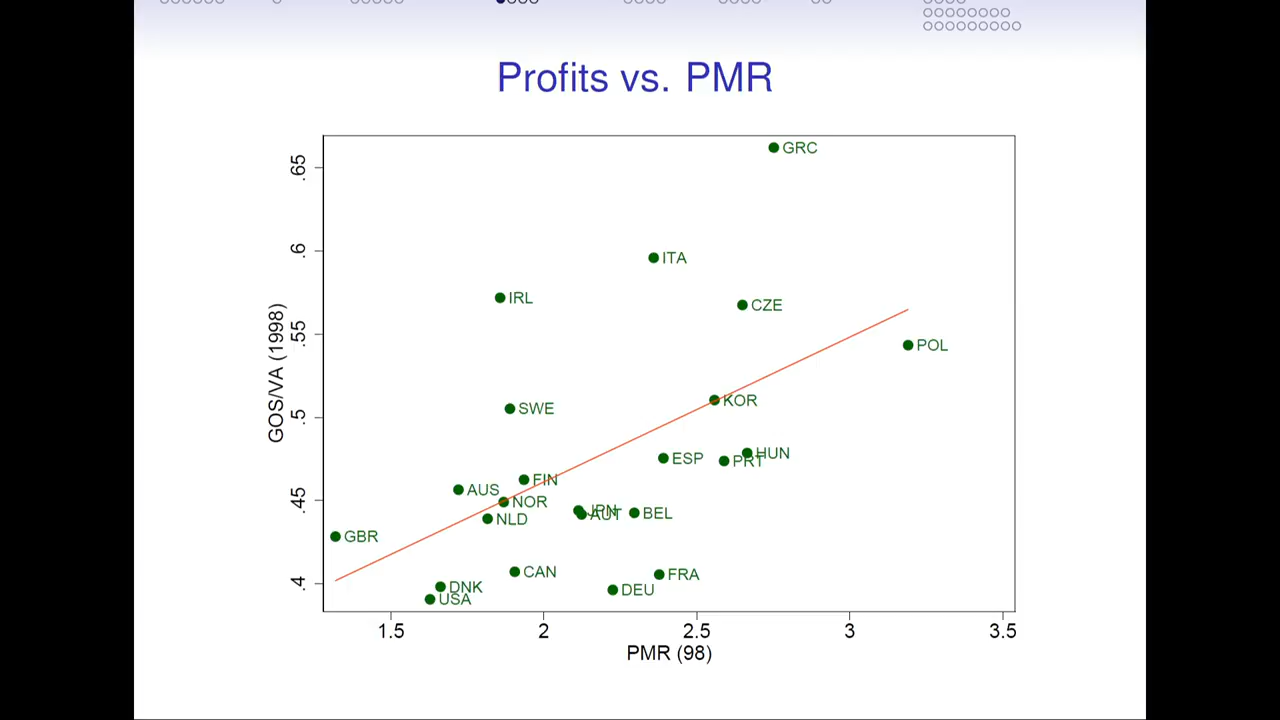 Profits vs. PMR
GOS/VA (1998)
.65
.6
.55
.5
.45
.4
GRC
ITA
IRL
CZE
POL
KOR
SWE
HUN
ESP
PRT
FIN
AUS
NOR
JPN
AUT
BEL
NLD
GBR
CAN
FRA
DNK
DEU
USA
1.5 2 2.5 3 3.5
PMR (98)